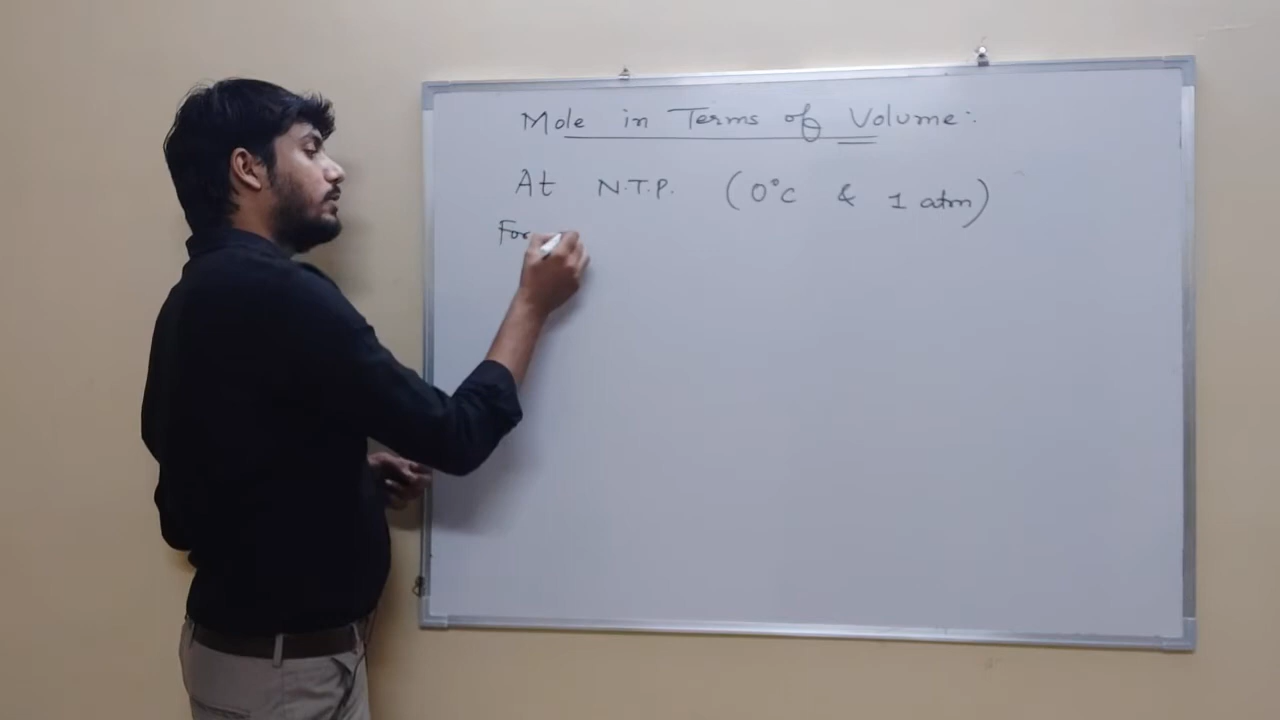 Mole in Terms of Volume:
At N.T.P. (0°C & 1 atm)
For